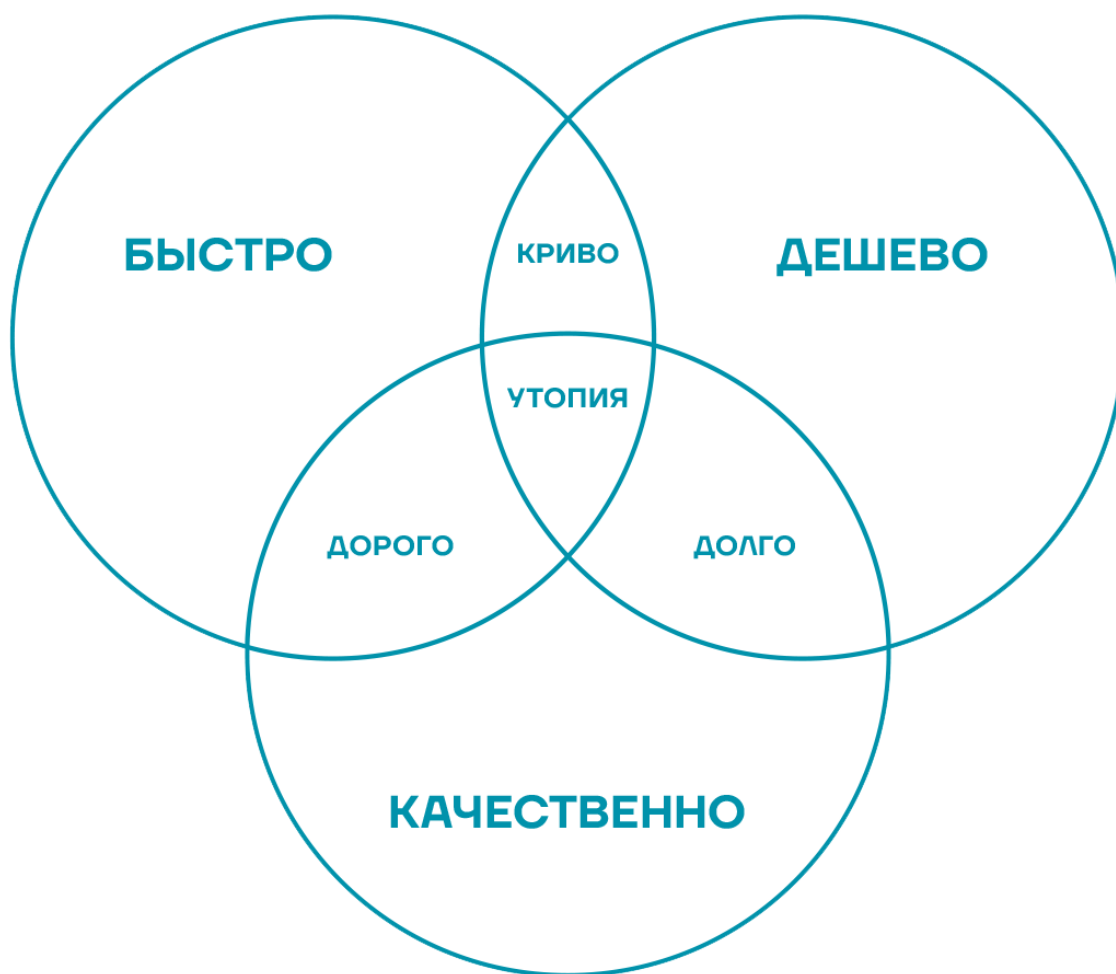 БЫСТРО
КРИВО
ДЕШЕВО
УТОПИЯ
ДОРОГО
ДОЛГО
КАЧЕСТВЕННО